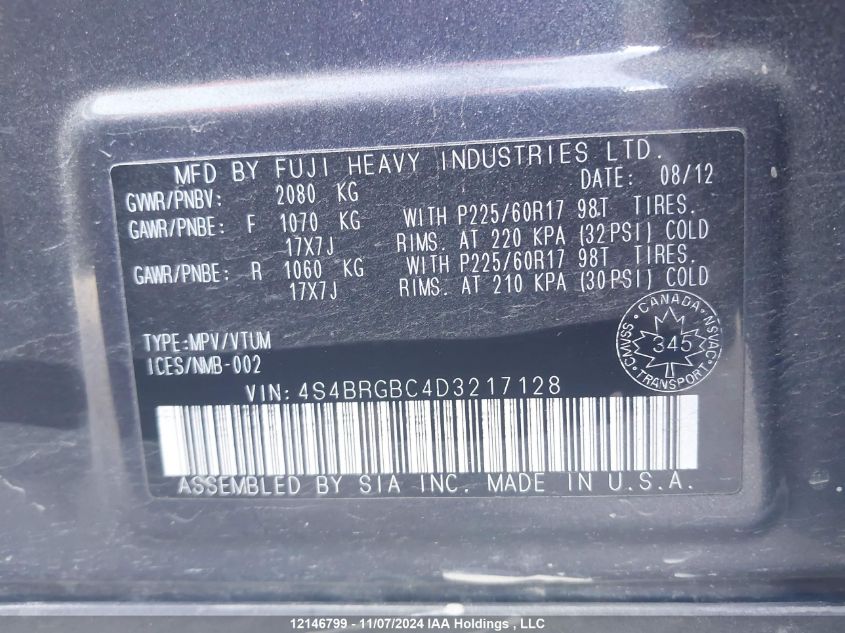 MFD BY FUJI HEAVY INDUSTRIES LTD.
GVWR/PNBV: 2080 KG DATE: 08/12
GAWR/PNBE: F 1070 KG WITH P225/60R17 98T TIRES.
17X7J RIMS. AT 220 KPA (32PSI) COLD
GAWR/PNBE: R 1060 KG WITH P225/60R17 98T TIRES.
17X7J RIMS. AT 210 KPA (30PSI) COLD
TYPE:MPV/VTUM
ICES/NMB-002
CANADA
CMVSS NSVAC
345
TRANSPORT
VIN: 4S4BRGBC4D3217128
ASSEMBLED BY SIA INC. MADE IN U.S.A.
12146799 - 11/07/2024 IAA Holdings , LLC